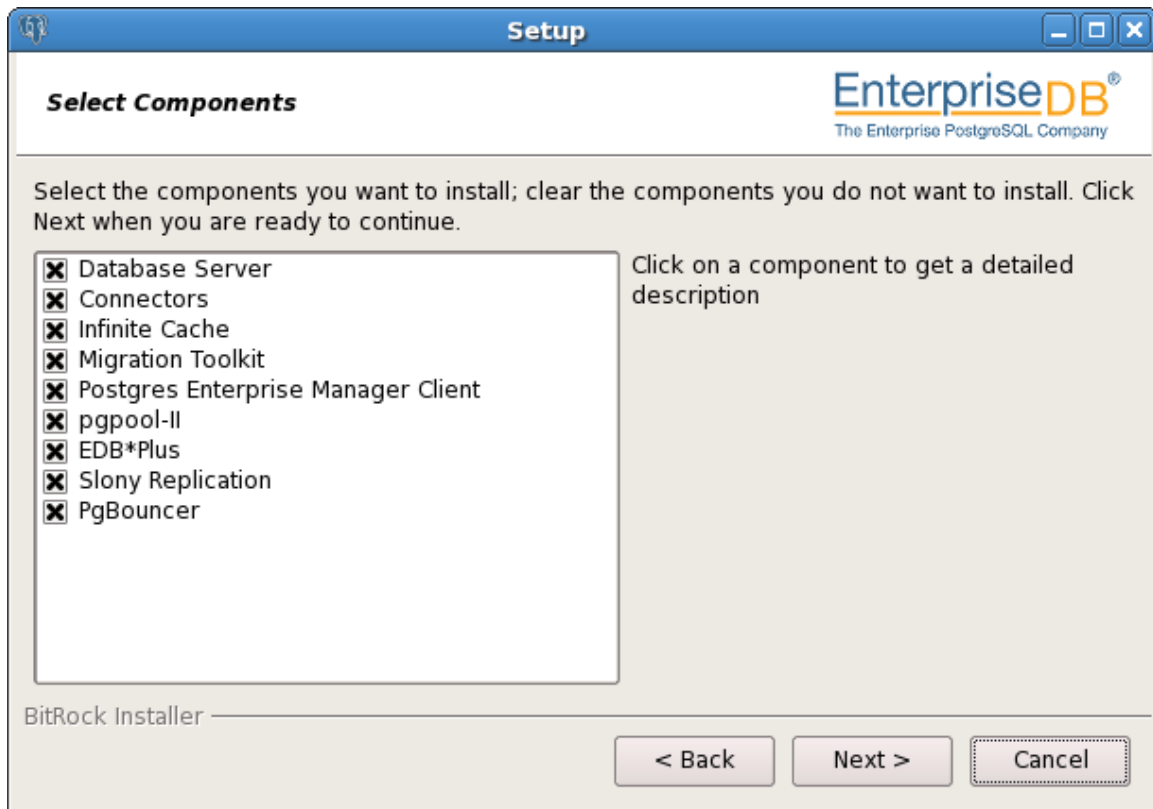 Setup
Select Components
EnterpriseDB®
The Enterprise PostgreSQL Company
Select the components you want to install; clear the components you do not want to install. Click
Next when you are ready to continue.
Database Server
Connectors
Infinite Cache
Migration Toolkit
Postgres Enterprise Manager Client
pgpool-II
EDB*Plus
Slony Replication
PgBouncer
Click on a component to get a detailed
description
BitRock Installer
< Back
Next >
Cancel